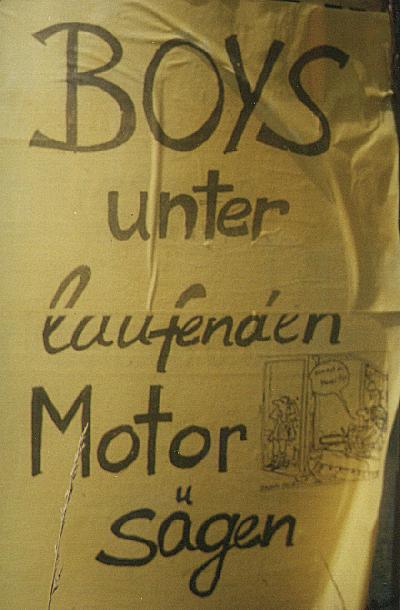 BOYS
unter
laufenden
Motor
sägen